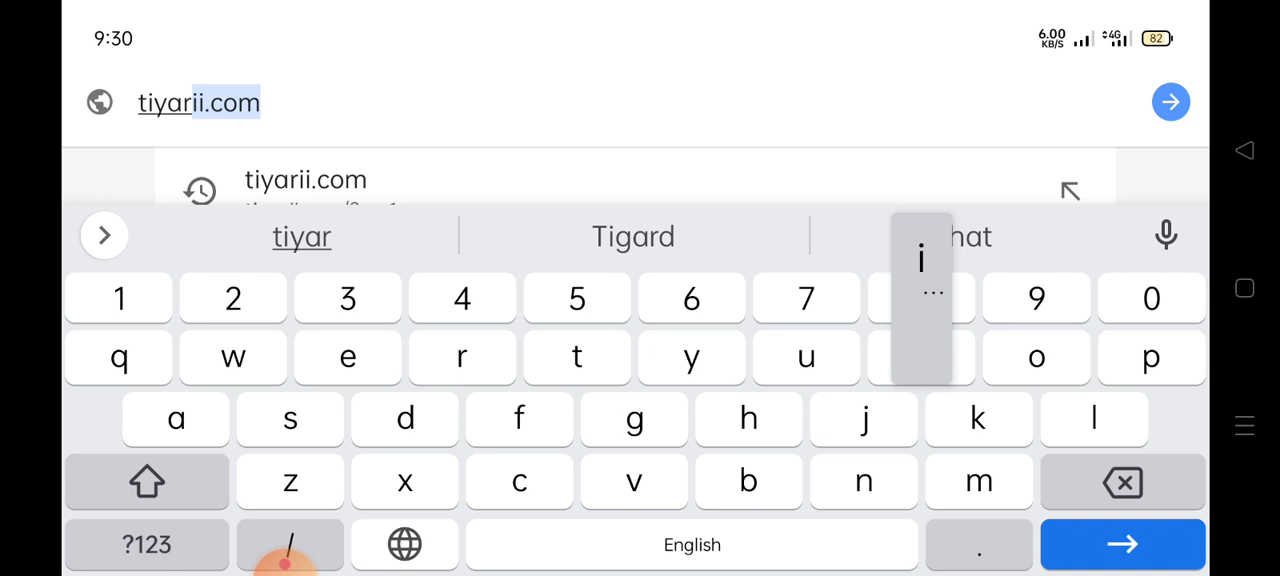 9:30
6.00 KB/S 4G 82
tiyarii.com
tiyarii.com
tiyar Tigard hat
i
...
1 2 3 4 5 6 7 9 0
q w e r t y u o p
a s d f g h j k l
z x c v b n m
?123 / English .